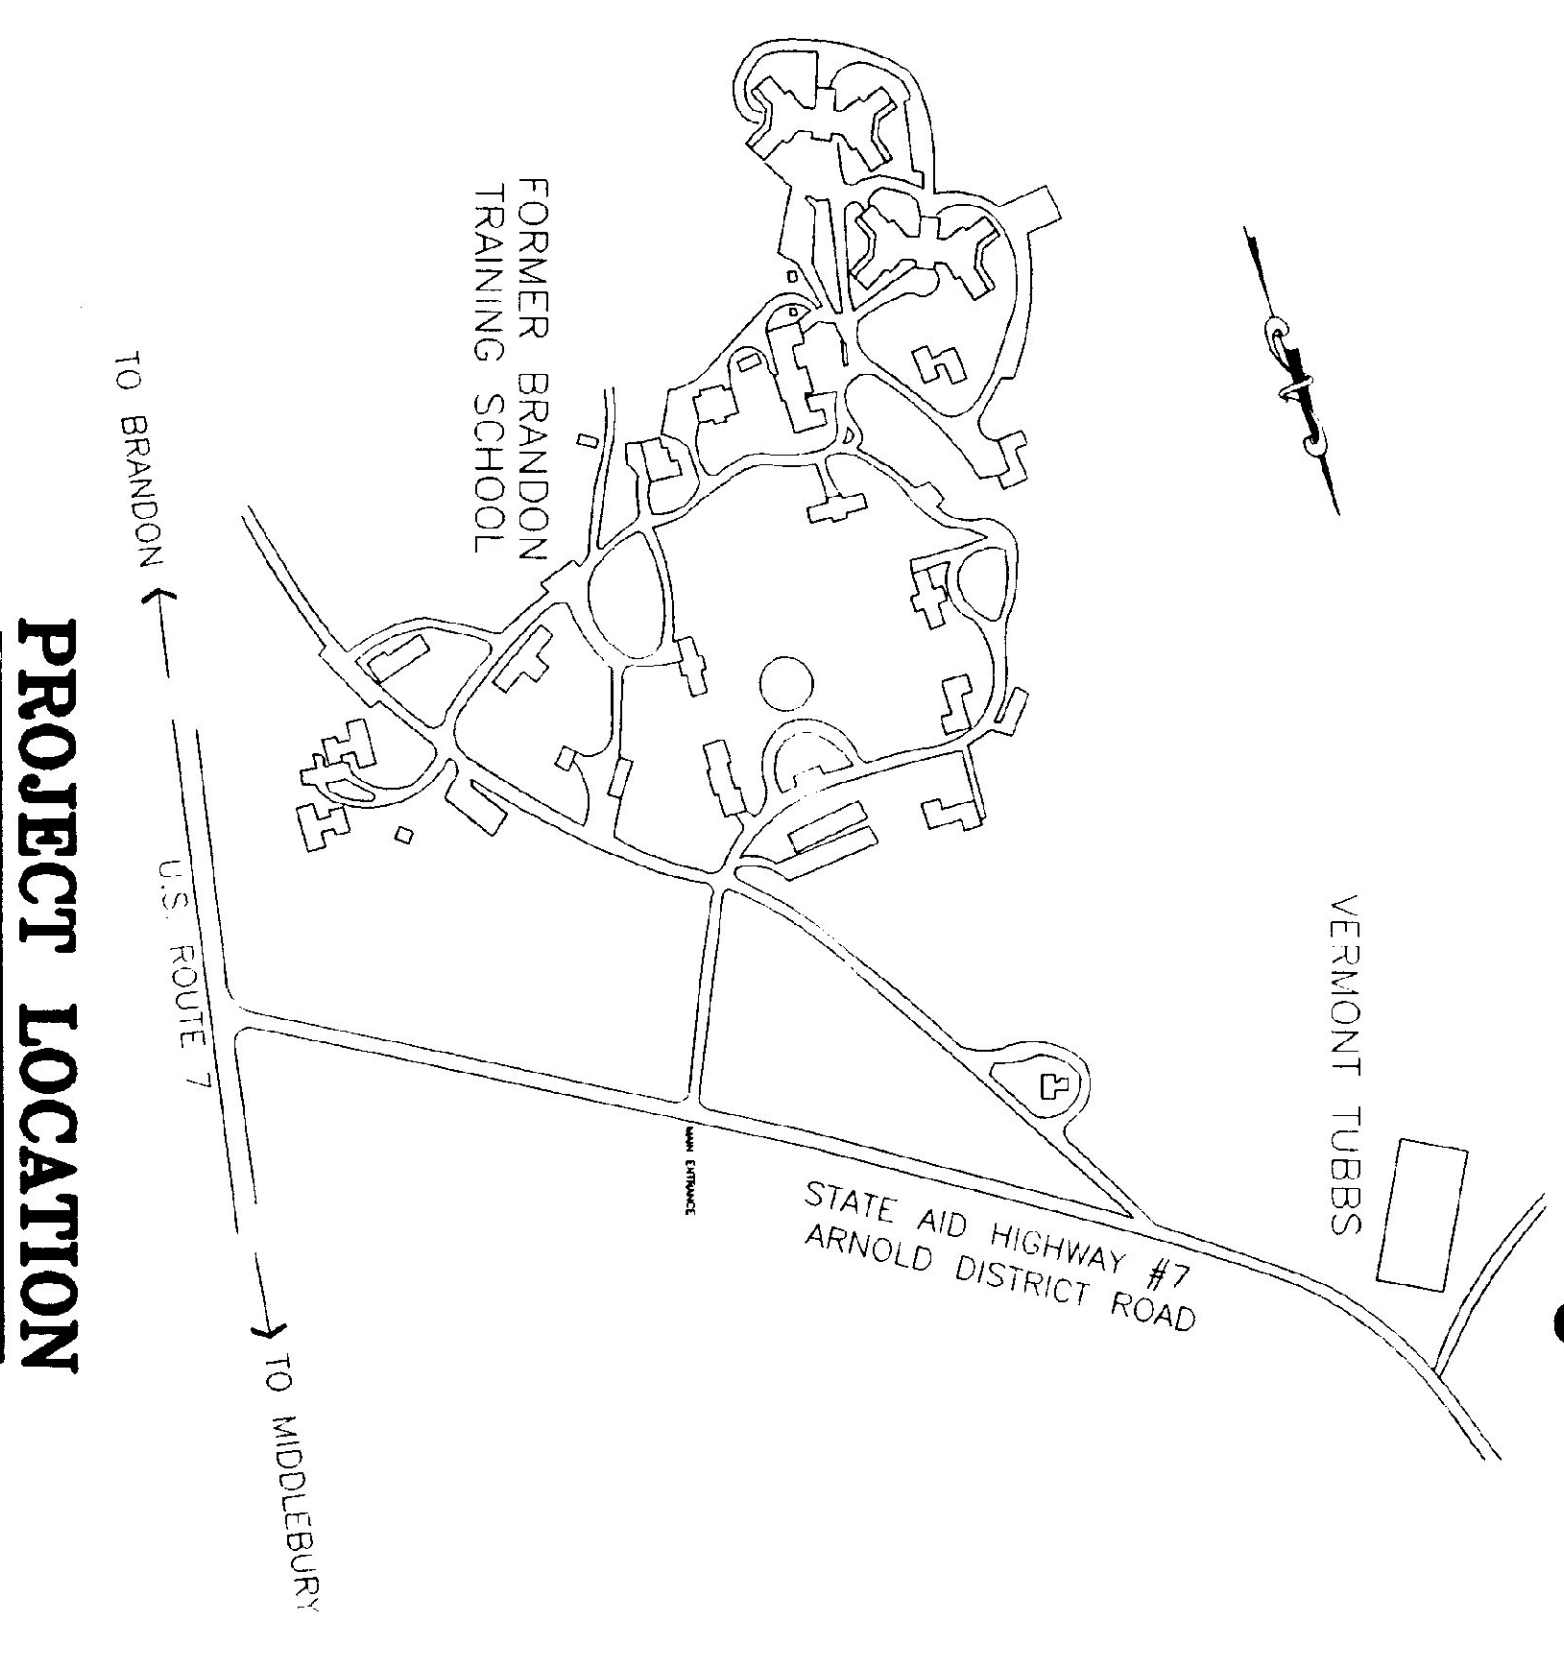 VERMONT TUBBS
STATE AID HIGHWAY #7
ARNOLD DISTRICT ROAD
MAIN ENTRANCE
FORMER BRANDON
TRAINING SCHOOL
TO BRANDON
U.S. ROUTE 7
TO MIDDLEBURY
PROJECT LOCATION